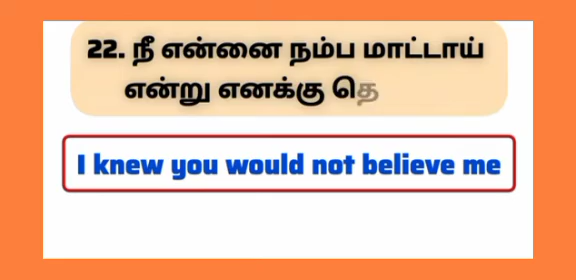 22. நீ என்னை நம்ப மாட்டாய்
என்று எனக்கு தெ
I knew you would not believe me